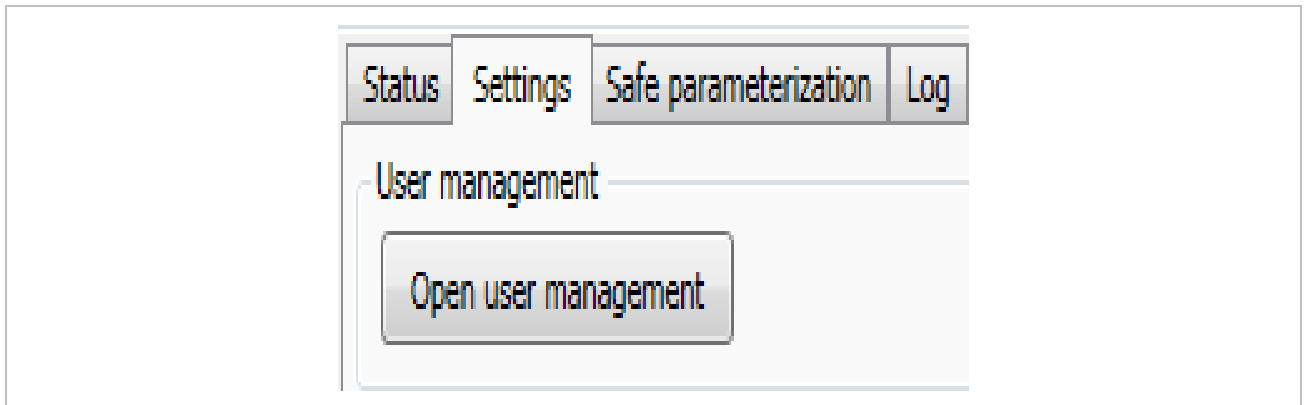 Status Settings Safe parameterization Log
User management
Open user management